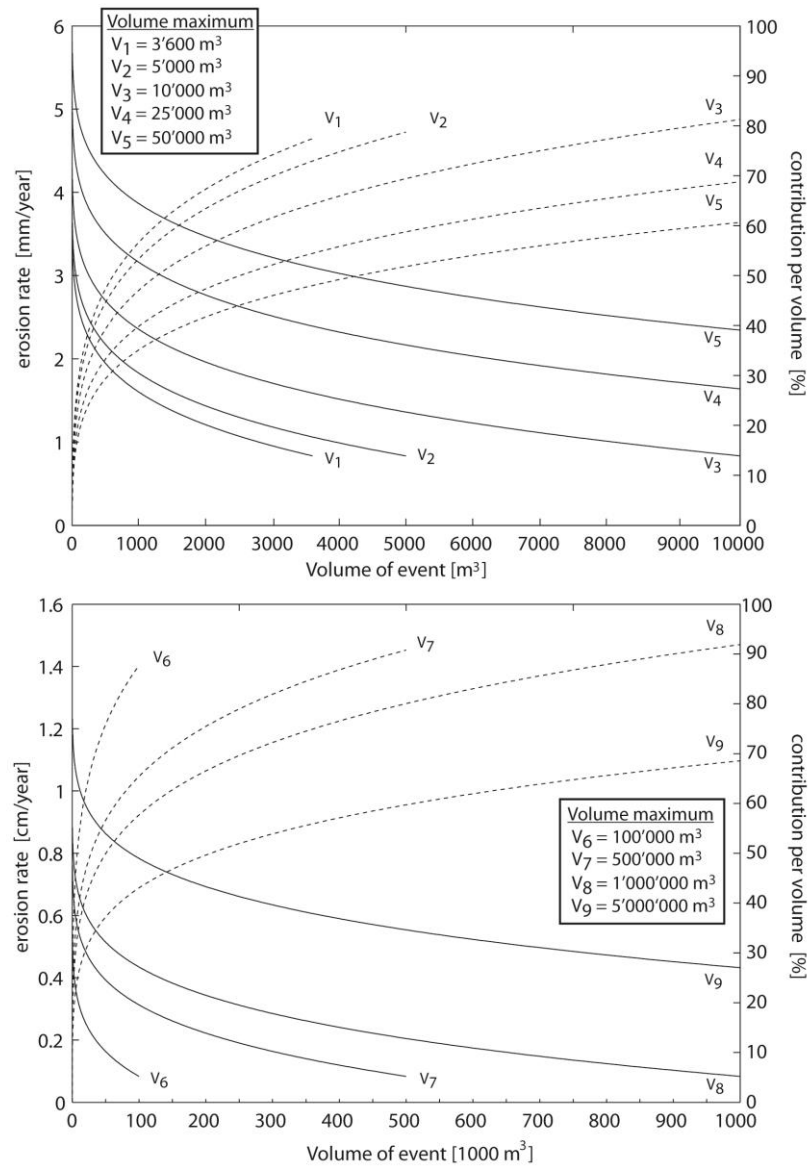 Volume maximum
V1 = 3'600 m³
V2 = 5'000 m³
V3 = 10'000 m³
V4 = 25'000 m³
V5 = 50'000 m³
6
5
4
3
2
1
0
erosion rate [mm/year]
100
90
80
70
60
50
40
30
20
10
0
contribution per volume
[%]
V1
V2
V3
V4
V5
V5
V4
V3
V2
V1
0
1000
2000
3000
4000
5000
6000
7000
8000
9000
10000
Volume of event [m³]
1.6
1.4
1.2
1
0.8
0.6
0.4
0.2
0
erosion rate [cm/year]
100
90
80
70
60
50
40
30
20
10
0
contribution per volume
[%]
V6
V7
V8
V9
Volume maximum
V6 = 100'000 m³
V7 = 500'000 m³
V8 = 1'000'000 m³
V9 = 5'000'000 m³
V9
V6
V7
V8
0
100
200
300
400
500
600
700
800
900
1000
Volume of event [1000 m³]